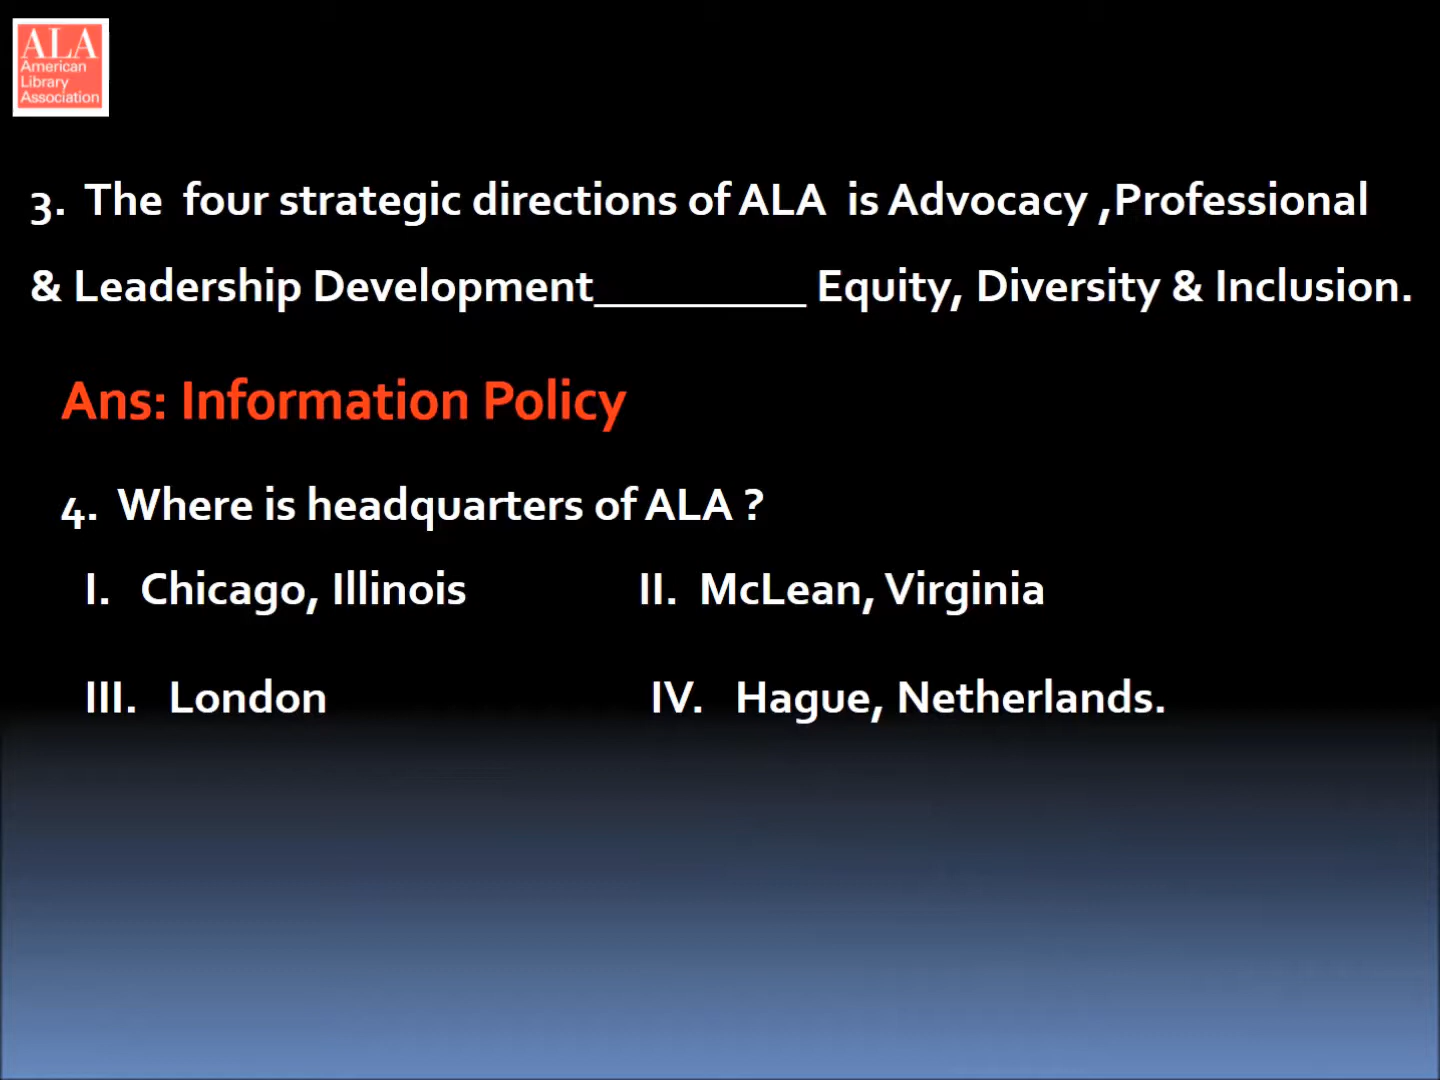 ALA
American
Library
Association
3. The four strategic directions of ALA is Advocacy ,Professional
& Leadership Development_________ Equity, Diversity & Inclusion.
Ans: Information Policy
4. Where is headquarters of ALA ?
I. Chicago, Illinois II. McLean, Virginia
III. London IV. Hague, Netherlands.